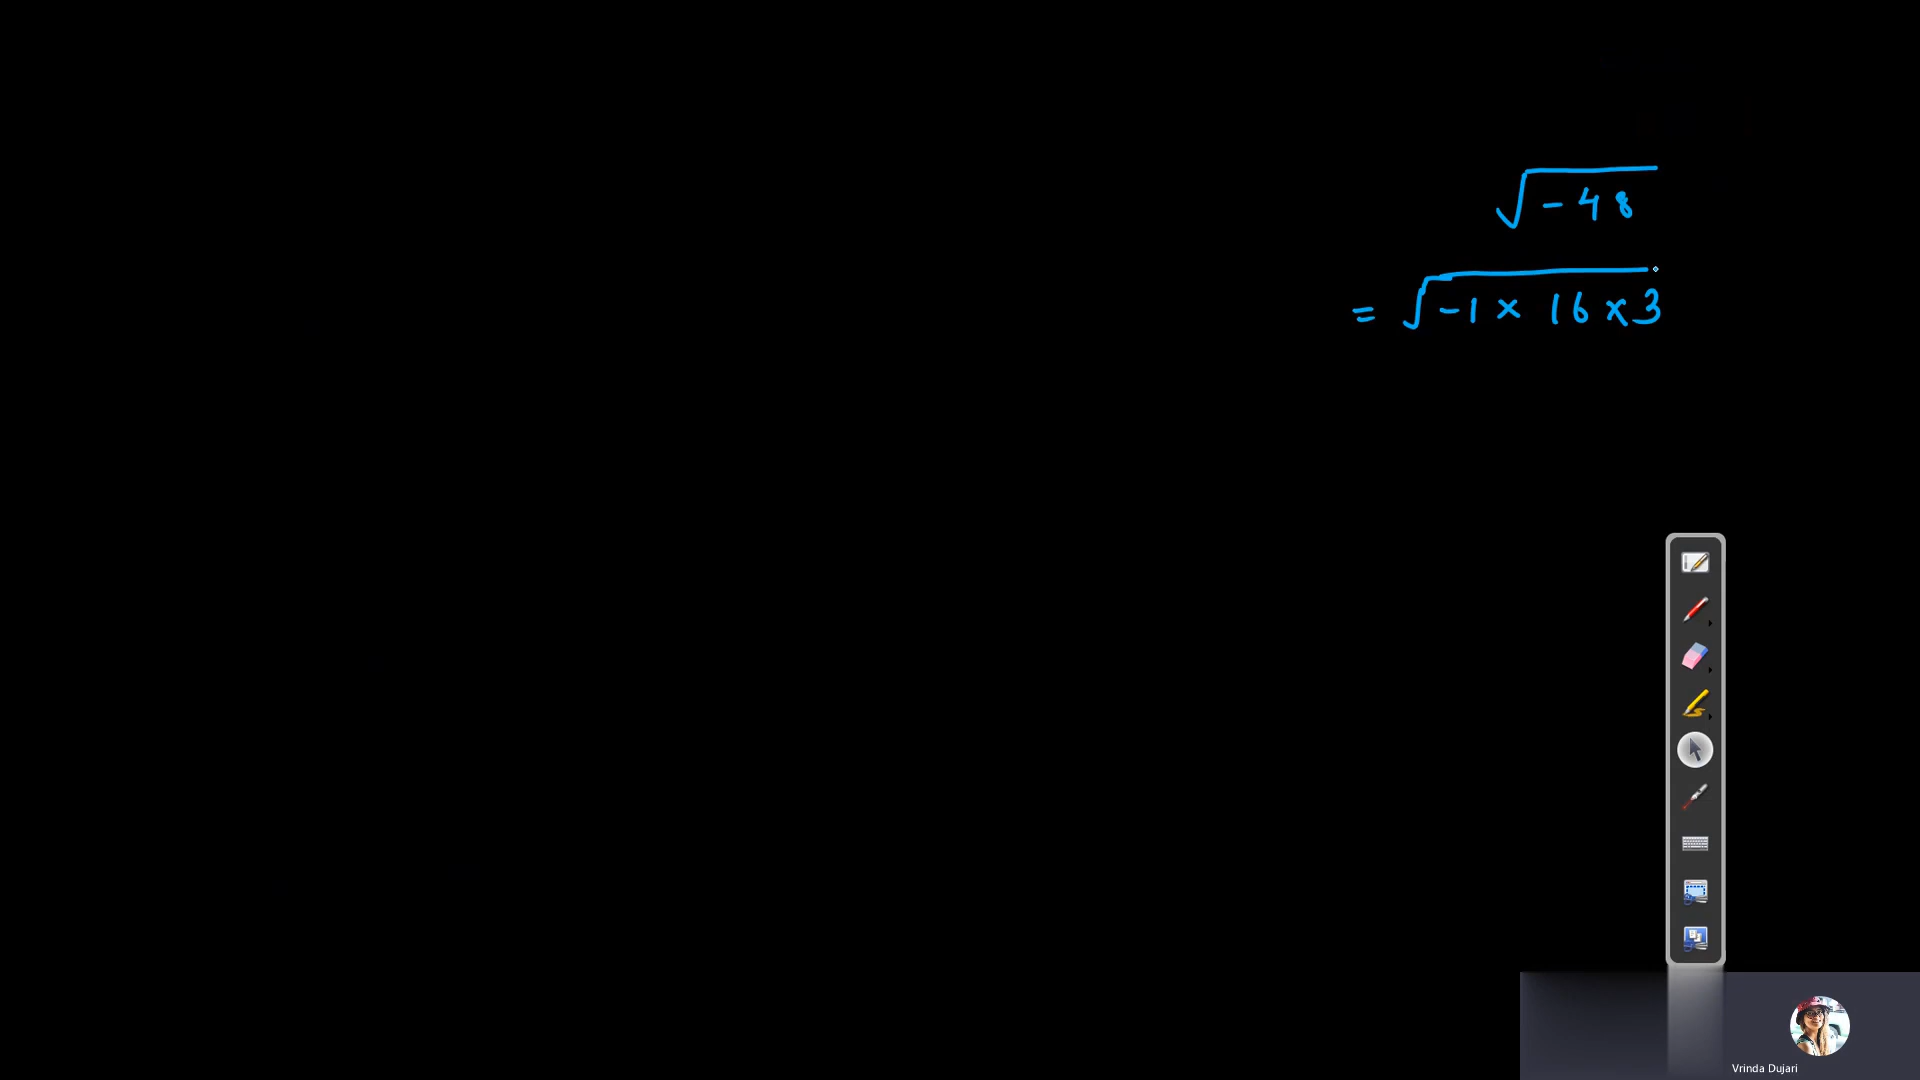 √-48
= √-1 × 16 × 3
Vrinda Dujari